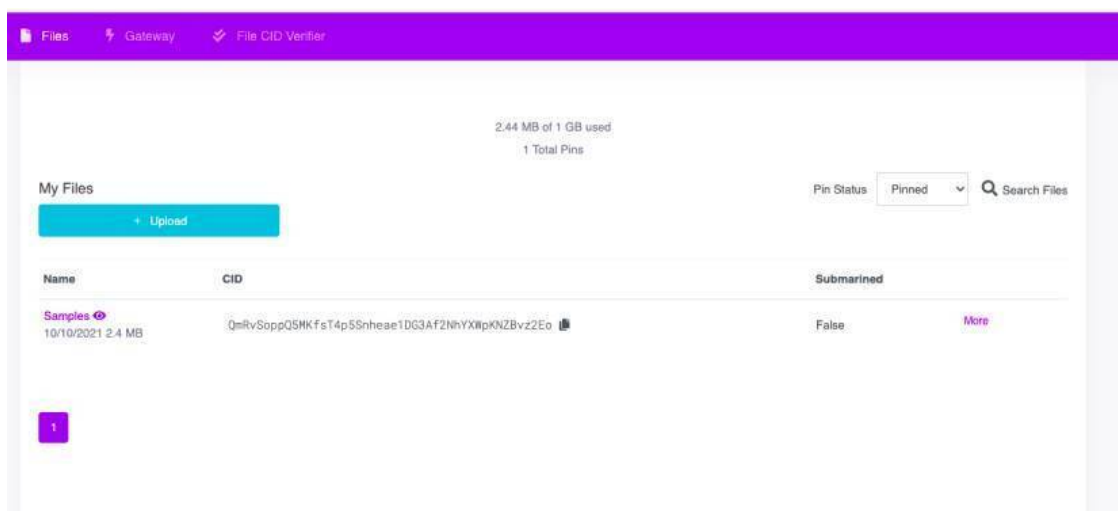 Files Gateway File CID Verifier
2.44 MB of 1 GB used
1 Total Pins
My Files
Pin Status Pinned Search Files
+ Upload
Name CID Submarined
Samples
10/10/2021 2.4 MB
QmRvSoppQ5MKfsT4p5Snheae1DG3Af2NhYXWpKNZBvz2Eo
False
More
1